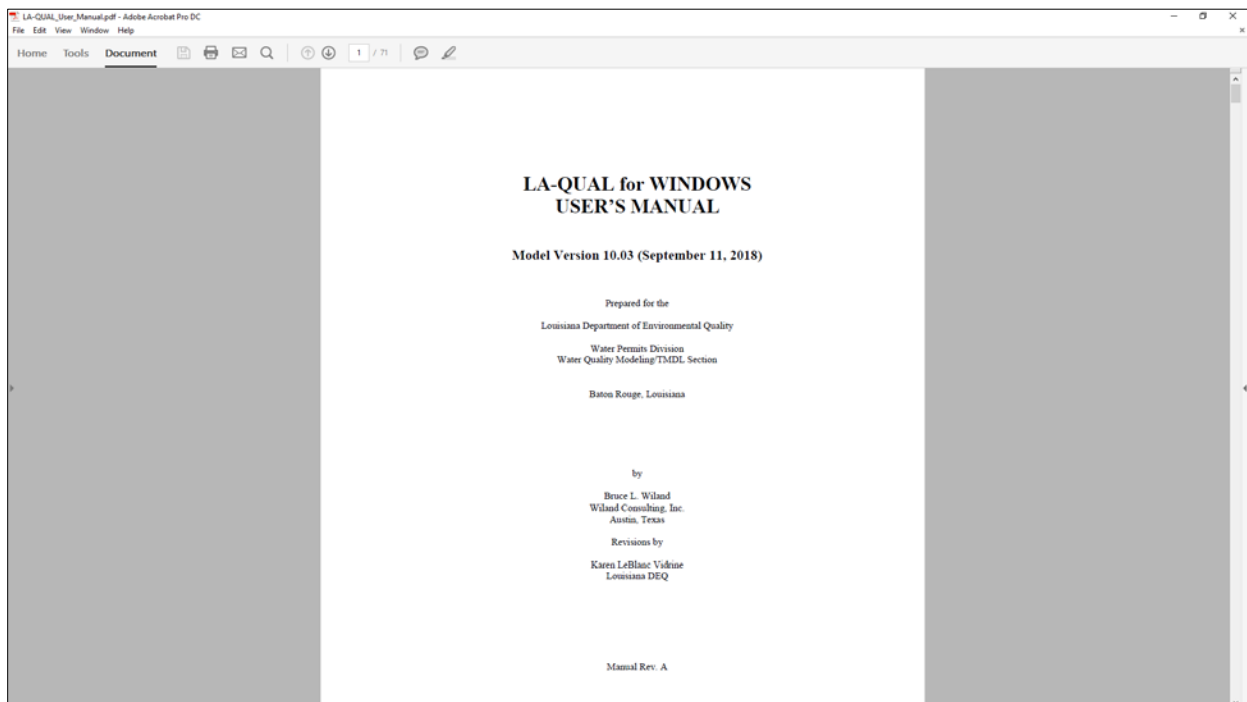 LA-QUAL_User_Manual.pdf - Adobe Acrobat Pro DC
File Edit View Window Help
Home Tools Document 1 / 71
LA-QUAL for WINDOWS
USER'S MANUAL
Model Version 10.03 (September 11, 2018)
Prepared for the
Louisiana Department of Environmental Quality
Water Permits Division
Water Quality Modeling/TMDL Section
Baton Rouge, Louisiana
by
Bruce L. Wiland
Wiland Consulting, Inc.
Austin, Texas
Revisions by
Karen LeBlanc Vidrine
Louisiana DEQ
Manual Rev. A